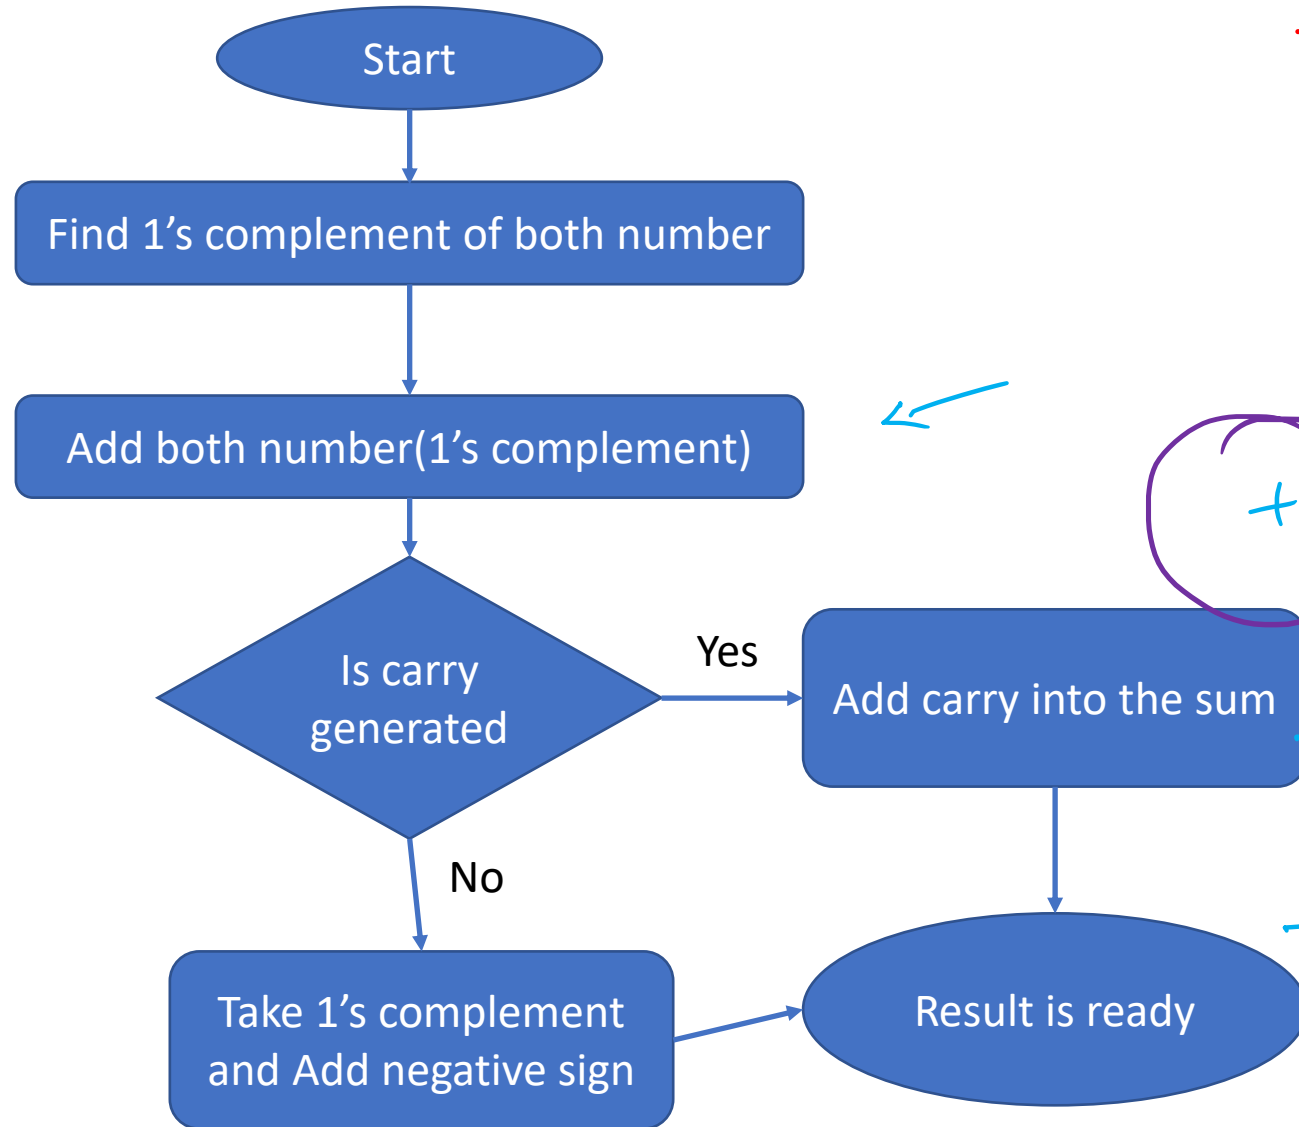 Start
Find 1’s complement of both number
Add both number(1’s complement)
Is carry
generated
Yes
Add carry into the sum
No
Take 1’s complement
and Add negative sign
Result is ready
+